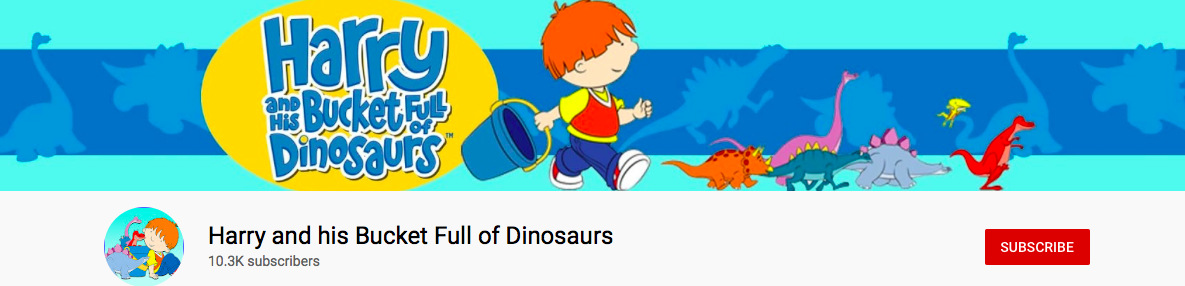 Harry
and His Bucket Full
of
Dinosaurs™
Harry and his Bucket Full of Dinosaurs
10.3K subscribers
SUBSCRIBE